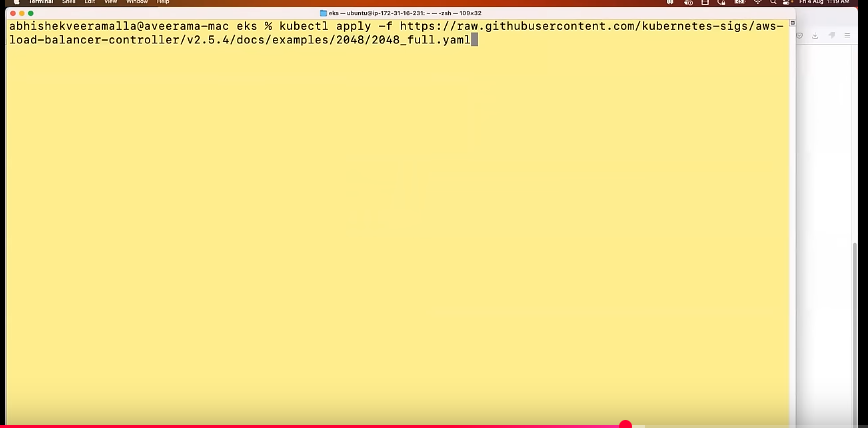 Terminal Shell Edit View Window Help
Fri 4 Aug 1:19 AM
eks — ubuntu@ip-172-31-16-231: ~ — -zsh — 100×32
abhishekveeramalla@aveerama-mac eks % kubectl apply -f https://raw.githubusercontent.com/kubernetes-sigs/aws-
load-balancer-controller/v2.5.4/docs/examples/2048/2048_full.yaml